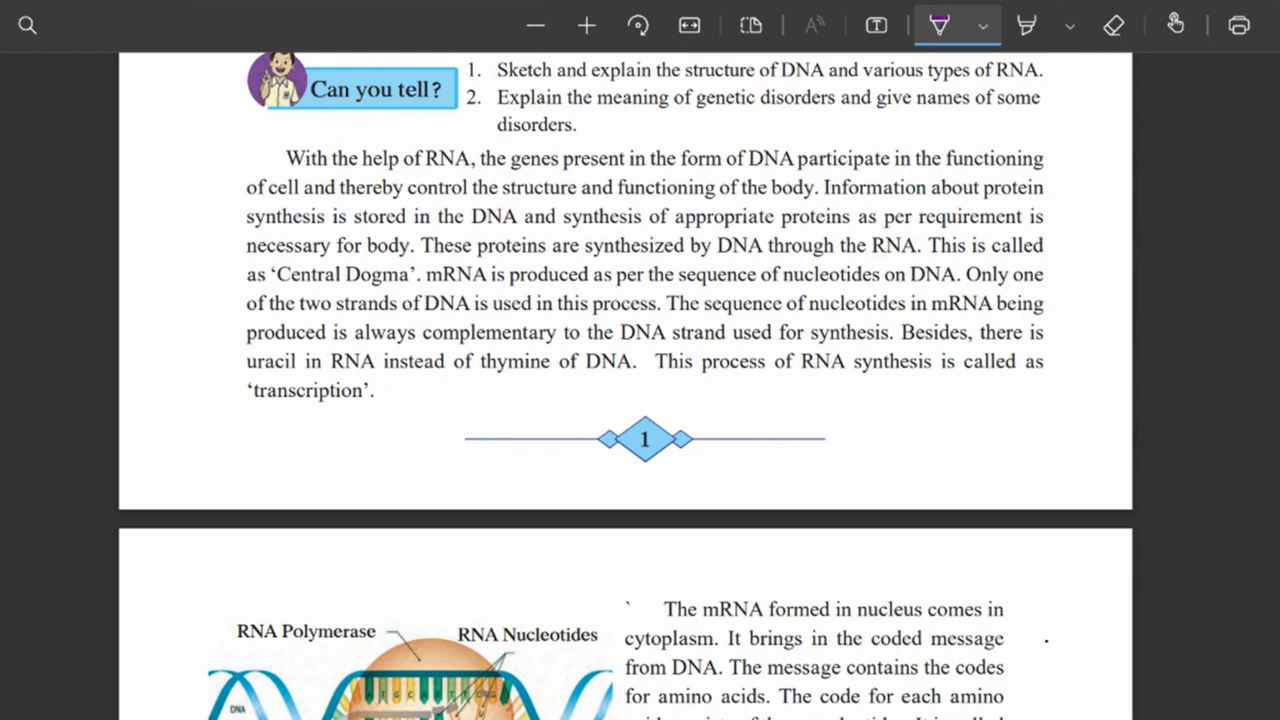 Can you tell?
1. Sketch and explain the structure of DNA and various types of RNA.
2. Explain the meaning of genetic disorders and give names of some
disorders.
With the help of RNA, the genes present in the form of DNA participate in the functioning
of cell and thereby control the structure and functioning of the body. Information about protein
synthesis is stored in the DNA and synthesis of appropriate proteins as per requirement is
necessary for body. These proteins are synthesized by DNA through the RNA. This is called
as ‘Central Dogma’. mRNA is produced as per the sequence of nucleotides on DNA. Only one
of the two strands of DNA is used in this process. The sequence of nucleotides in mRNA being
produced is always complementary to the DNA strand used for synthesis. Besides, there is
uracil in RNA instead of thymine of DNA. This process of RNA synthesis is called as
‘transcription’.
1
RNA Polymerase
RNA Nucleotides
DNA
A T G C A A T T C G
` The mRNA formed in nucleus comes in
cytoplasm. It brings in the coded message
from DNA. The message contains the codes
for amino acids. The code for each amino